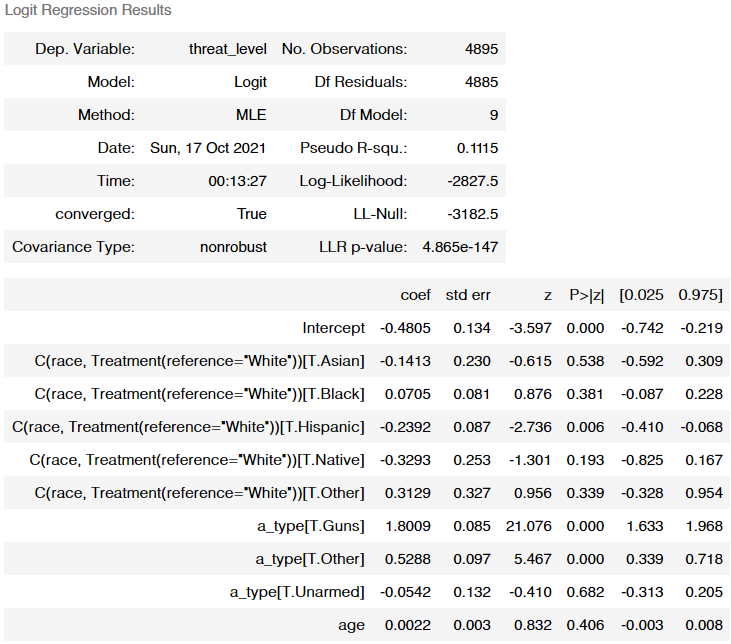 Logit Regression Results
Dep. Variable: threat_level No. Observations: 4895
Model: Logit Df Residuals: 4885
Method: MLE Df Model: 9
Date: Sun, 17 Oct 2021 Pseudo R-squ.: 0.1115
Time: 00:13:27 Log-Likelihood: -2827.5
converged: True LL-Null: -3182.5
Covariance Type: nonrobust LLR p-value: 4.865e-147
coef std err z P>|z| [0.025 0.975]
Intercept -0.4805 0.134 -3.597 0.000 -0.742 -0.219
C(race, Treatment(reference="White"))[T.Asian] -0.1413 0.230 -0.615 0.538 -0.592 0.309
C(race, Treatment(reference="White"))[T.Black] 0.0705 0.081 0.876 0.381 -0.087 0.228
C(race, Treatment(reference="White"))[T.Hispanic] -0.2392 0.087 -2.736 0.006 -0.410 -0.068
C(race, Treatment(reference="White"))[T.Native] -0.3293 0.253 -1.301 0.193 -0.825 0.167
C(race, Treatment(reference="White"))[T.Other] 0.3129 0.327 0.956 0.339 -0.328 0.954
a_type[T.Guns] 1.8009 0.085 21.076 0.000 1.633 1.968
a_type[T.Other] 0.5288 0.097 5.467 0.000 0.339 0.718
a_type[T.Unarmed] -0.0542 0.132 -0.410 0.682 -0.313 0.205
age 0.0022 0.003 0.832 0.406 -0.003 0.008